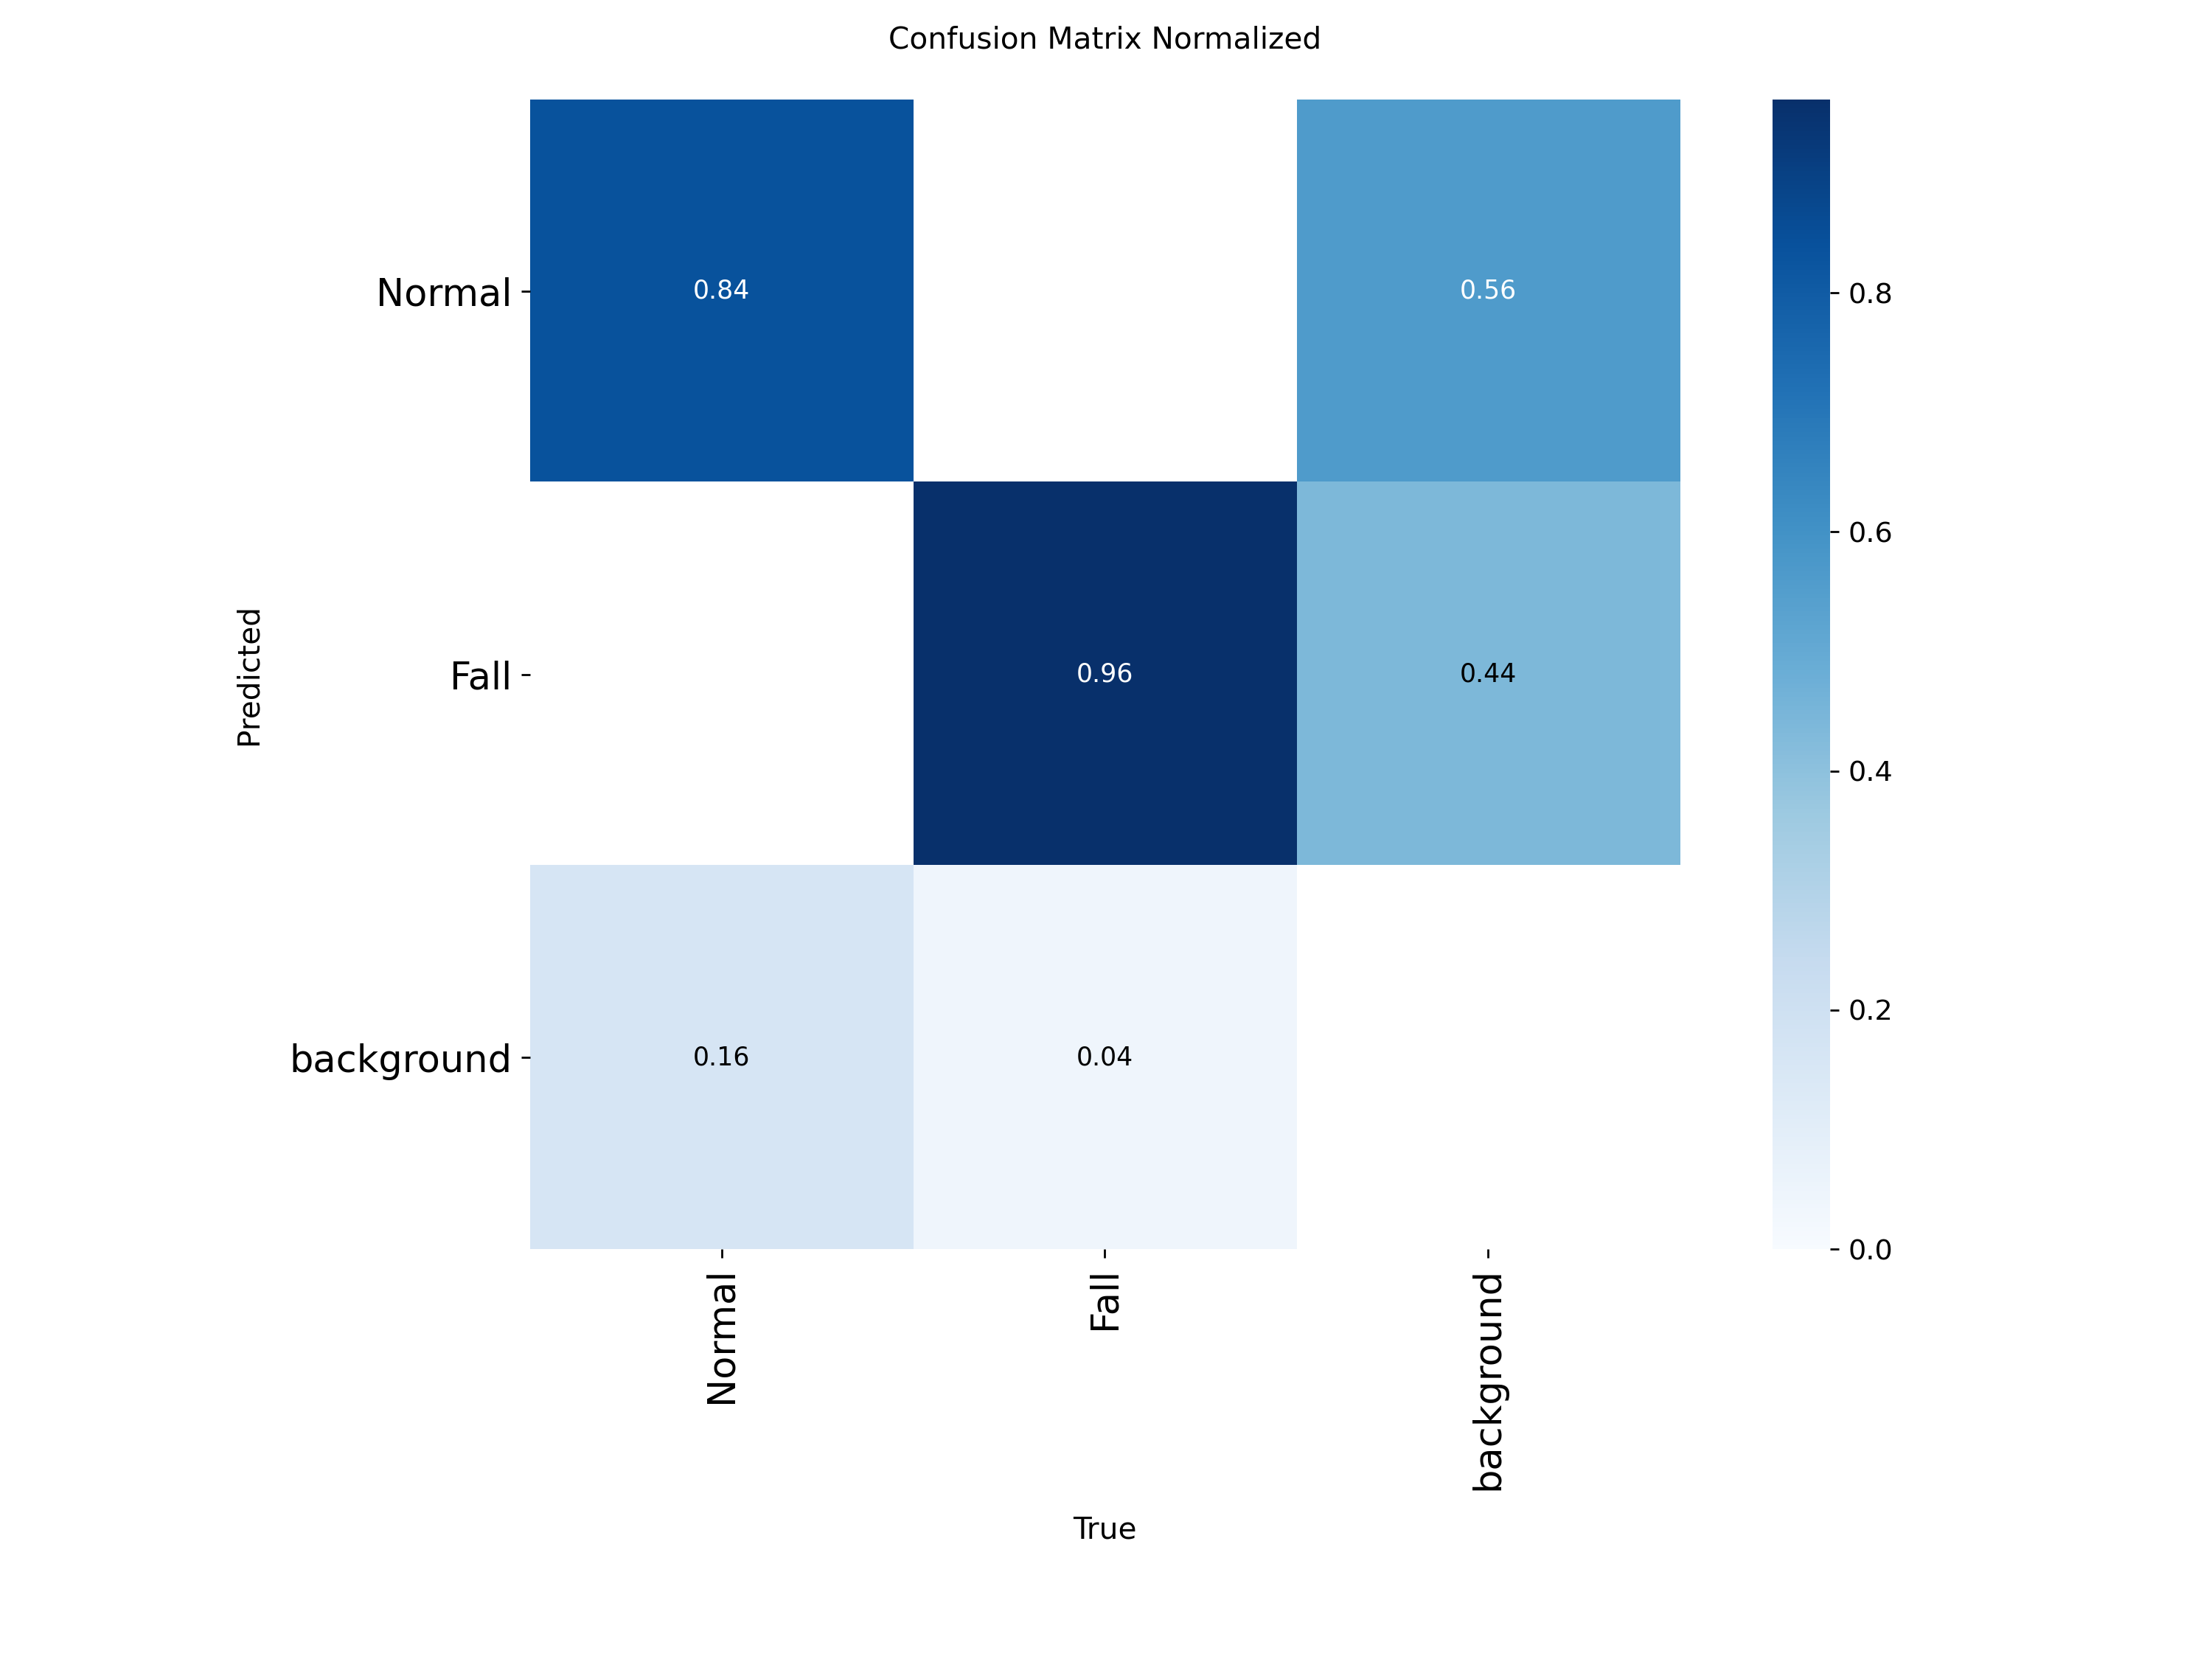 Confusion Matrix Normalized
Normal
0.84
0.56
0.8
0.6
Predicted
Fall
0.96
0.44
0.4
background
0.16
0.04
0.2
0.0
Normal
Fall
background
True